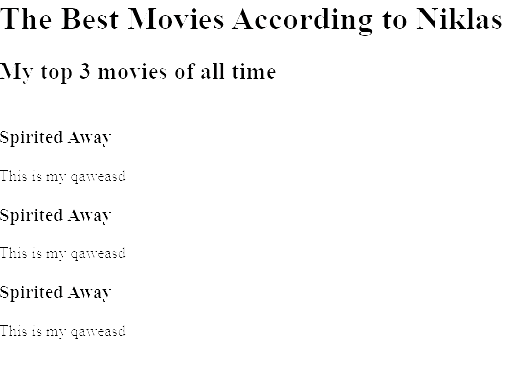 The Best Movies According to Niklas
My top 3 movies of all time
Spirited Away
This is my qaweasd
Spirited Away
This is my qaweasd
Spirited Away
This is my qaweasd